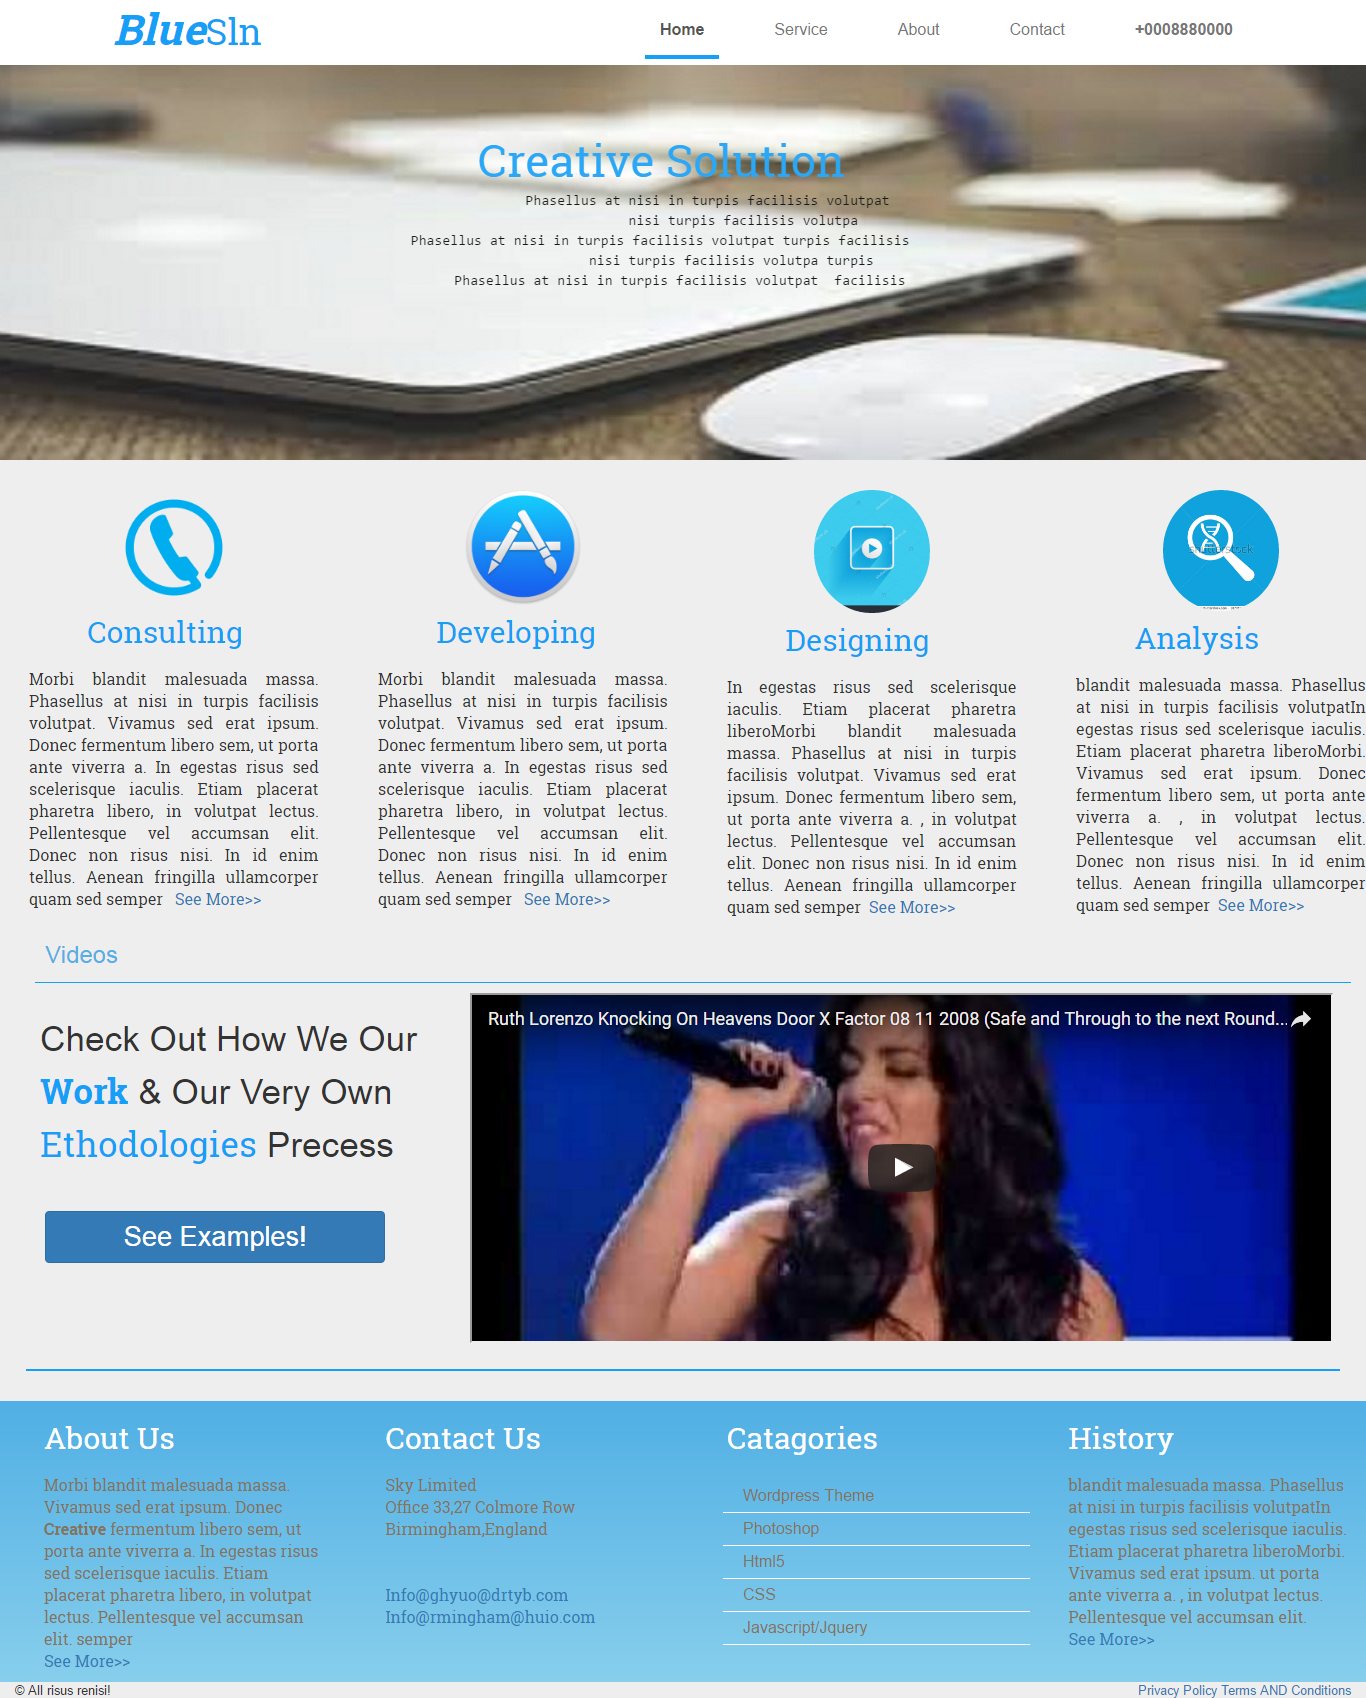 BlueSln
Home Service About Contact +0008880000
Creative Solution
Phasellus at nisi in turpis facilisis volutpat
nisi turpis facilisis volutpa
Phasellus at nisi in turpis facilisis volutpat turpis facilisis
nisi turpis facilisis volutpa turpis
Phasellus at nisi in turpis facilisis volutpat facilisis
Consulting
Morbi blandit malesuada massa.
Phasellus at nisi in turpis facilisis
volutpat. Vivamus sed erat ipsum.
Donec fermentum libero sem, ut porta
ante viverra a. In egestas risus sed
scelerisque iaculis. Etiam placerat
pharetra libero, in volutpat lectus.
Pellentesque vel accumsan elit.
Donec non risus nisi. In id enim
tellus. Aenean fringilla ullamcorper
quam sed semper See More>>
Developing
Morbi blandit malesuada massa.
Phasellus at nisi in turpis facilisis
volutpat. Vivamus sed erat ipsum.
Donec fermentum libero sem, ut porta
ante viverra a. In egestas risus sed
scelerisque iaculis. Etiam placerat
pharetra libero, in volutpat lectus.
Pellentesque vel accumsan elit.
Donec non risus nisi. In id enim
tellus. Aenean fringilla ullamcorper
quam sed semper See More>>
Designing
In egestas risus sed scelerisque
iaculis. Etiam placerat pharetra
liberoMorbi blandit malesuada
massa. Phasellus at nisi in turpis
facilisis volutpat. Vivamus sed erat
ipsum. Donec fermentum libero sem,
ut porta ante viverra a. , in volutpat
lectus. Pellentesque vel accumsan
elit. Donec non risus nisi. In id enim
tellus. Aenean fringilla ullamcorper
quam sed semper See More>>
shutterstock
Analysis
blandit malesuada massa. Phasellus
at nisi in turpis facilisis volutpatIn
egestas risus sed scelerisque iaculis.
Etiam placerat pharetra liberoMorbi.
Vivamus sed erat ipsum. Donec
fermentum libero sem, ut porta ante
viverra a. , in volutpat lectus.
Pellentesque vel accumsan elit.
Donec non risus nisi. In id enim
tellus. Aenean fringilla ullamcorper
quam sed semper See More>>
Videos
Check Out How We Our
Work & Our Very Own
Ethodologies Precess
See Examples!
Ruth Lorenzo Knocking On Heavens Door X Factor 08 11 2008 (Safe and Through to the next Round...
About Us
Morbi blandit malesuada massa.
Vivamus sed erat ipsum. Donec
Creative fermentum libero sem, ut
porta ante viverra a. In egestas risus
sed scelerisque iaculis. Etiam
placerat pharetra libero, in volutpat
lectus. Pellentesque vel accumsan
elit. semper
See More>>
Contact Us
Sky Limited
Office 33,27 Colmore Row
Birmingham,England
Info@ghyuo@drtyb.com
Info@rmingham@huio.com
Catagories
Wordpress Theme
Photoshop
Html5
CSS
Javascript/Jquery
History
blandit malesuada massa. Phasellus
at nisi in turpis facilisis volutpatIn
egestas risus sed scelerisque iaculis.
Etiam placerat pharetra liberoMorbi.
Vivamus sed erat ipsum. ut porta
ante viverra a. , in volutpat lectus.
Pellentesque vel accumsan elit.
See More>>
© All risus renisi!
Privacy Policy Terms AND Conditions